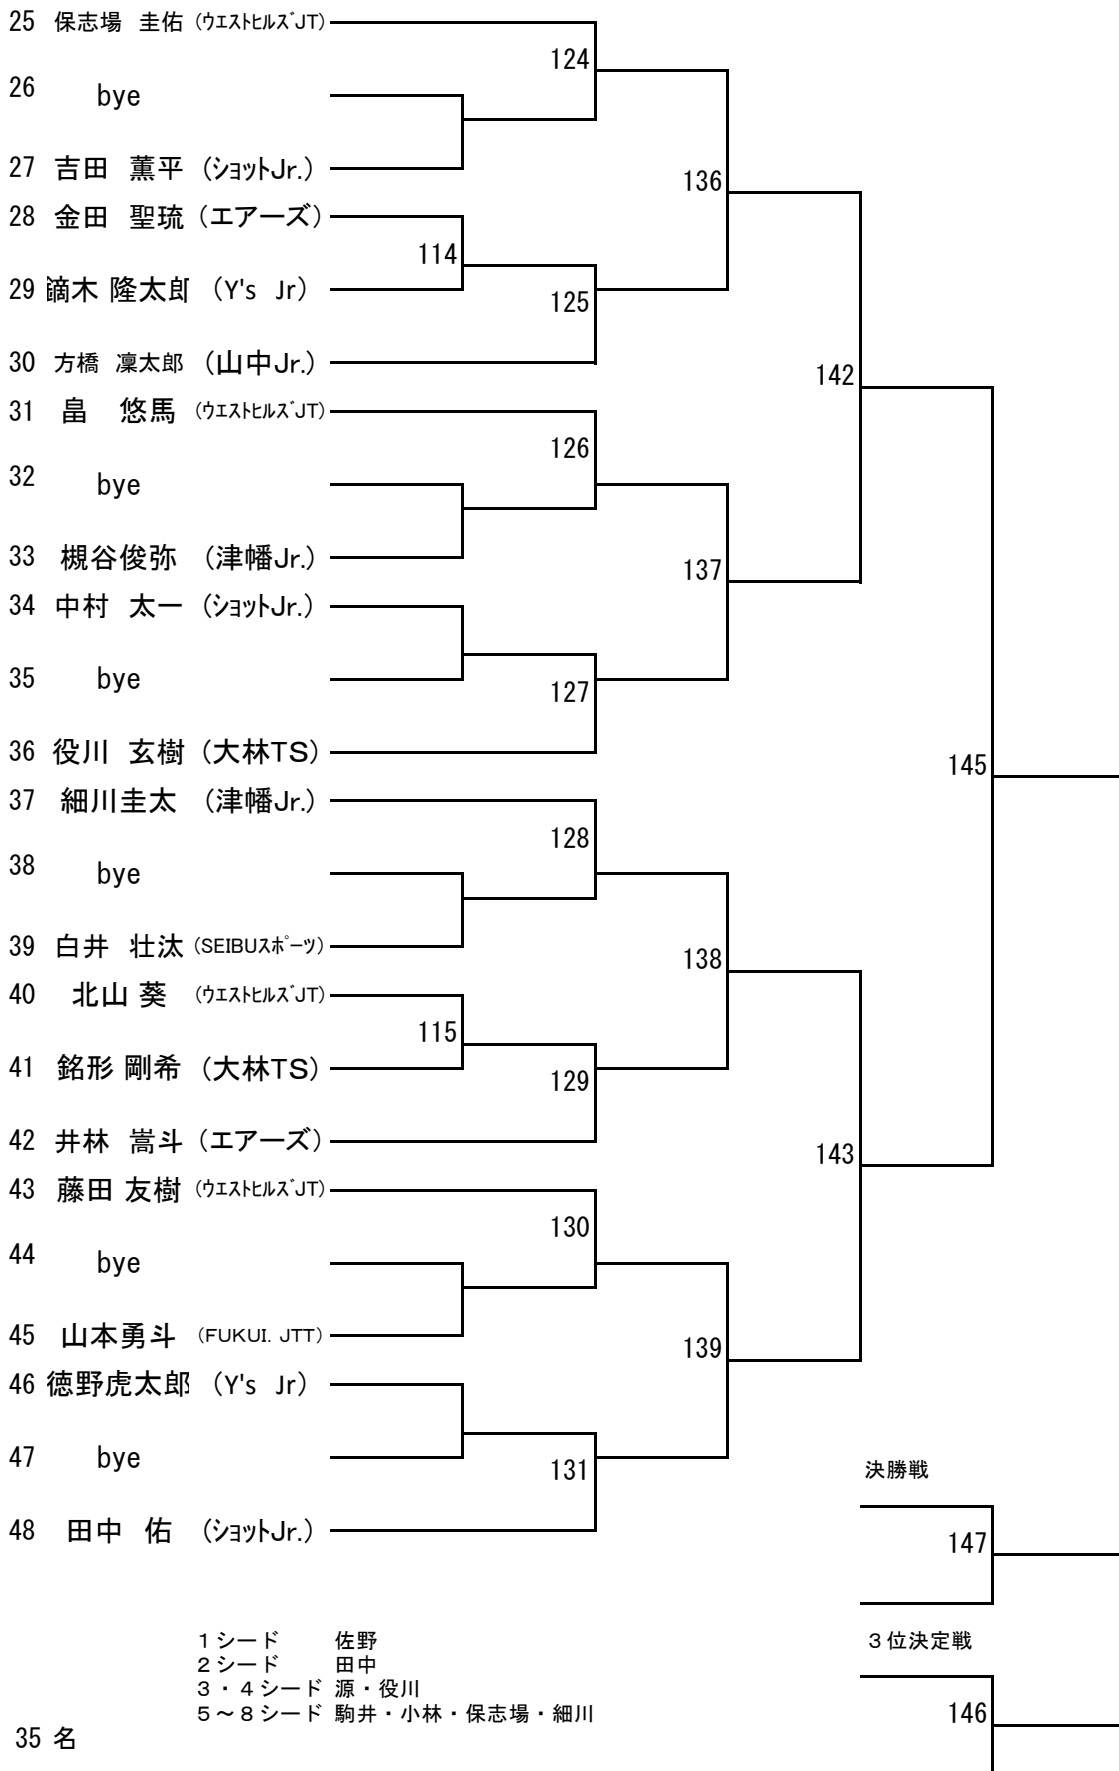 25 保志場 圭佑 (ｳｴｽﾄﾋﾙｽﾞJT)
124
26 bye
27 吉田 薫平 (ｼｮｯﾄJr.)
136
28 金田 聖琉 (エアーズ)
114
29 鏑木 隆太郎 (Y's Jr)
125
30 方橋 凜太郎 (山中Jr.)
142
31 畠 悠馬 (ｳｴｽﾄﾋﾙｽﾞJT)
126
32 bye
33 槻谷俊弥 (津幡Jr.)
137
34 中村 太一 (ｼｮｯﾄJr.)
35 bye
127
36 役川 玄樹 (大林TS)
145
37 細川圭太 (津幡Jr.)
128
38 bye
39 白井 壮汰 (SEIBUｽﾎﾟｰﾂ)
138
40 北山 葵 (ｳｴｽﾄﾋﾙｽﾞJT)
115
41 銘形 剛希 (大林TS)
129
42 井林 嵩斗 (エアーズ)
143
43 藤田 友樹 (ｳｴｽﾄﾋﾙｽﾞJT)
130
44 bye
45 山本勇斗 (FUKUI. JTT)
139
46 徳野虎太郎 (Y's Jr)
47 bye
131
決勝戦
48 田中 佑 (ｼｮｯﾄJr.)
147
1シード 佐野
3位決定戦
2シード 田中
3・4シード 源・役川
5～8シード 駒井・小林・保志場・細川
146
35 名